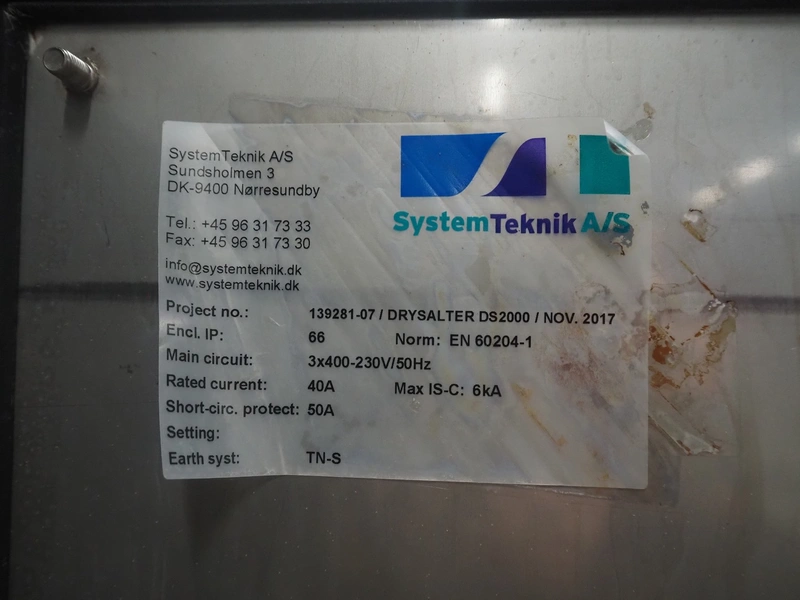 SystemTeknik A/S
Sundsholmen 3
DK-9400 Nørresundby
Tel.: +45 96 31 73 33
Fax: +45 96 31 73 30
info@systemteknik.dk
www.systemteknik.dk
SystemTeknik A/S
Project no.: 139281-07 / DRYSALTER DS2000 / NOV. 2017
Encl. IP: 66 Norm: EN 60204-1
Main circuit: 3x400-230V/50Hz
Rated current: 40A Max IS-C: 6kA
Short-circ. protect: 50A
Setting:
Earth syst: TN-S